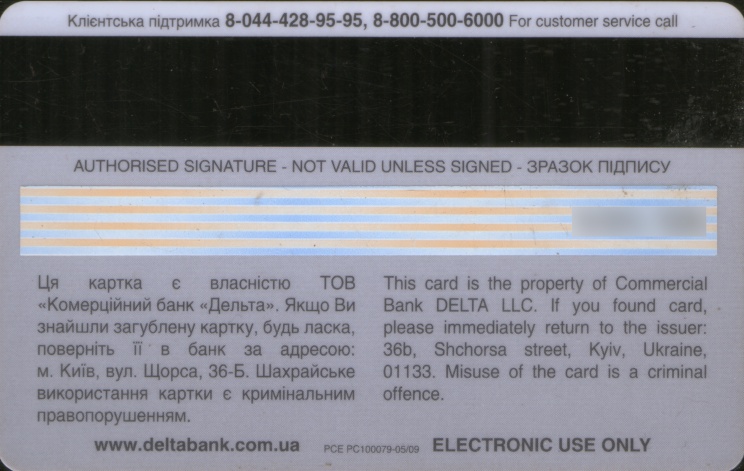 Клієнтська підтримка 8-044-428-95-95, 8-800-500-6000 For customer service call
AUTHORISED SIGNATURE - NOT VALID UNLESS SIGNED - ЗРАЗОК ПІДПИСУ
Ця картка є власністю ТОВ
«Комерційний банк «Дельта». Якщо Ви
знайшли загублену картку, будь ласка,
поверніть її в банк за адресою:
м. Київ, вул. Щорса, 36-Б. Шахрайське
використання картки є кримінальним
правопорушенням.
This card is the property of Commercial
Bank DELTA LLC. If you found card,
please immediately return to the issuer:
36b, Shchorsa street, Kyiv, Ukraine,
01133. Misuse of the card is a criminal
offence.
www.deltabank.com.ua PCE PC100079-05/09 ELECTRONIC USE ONLY